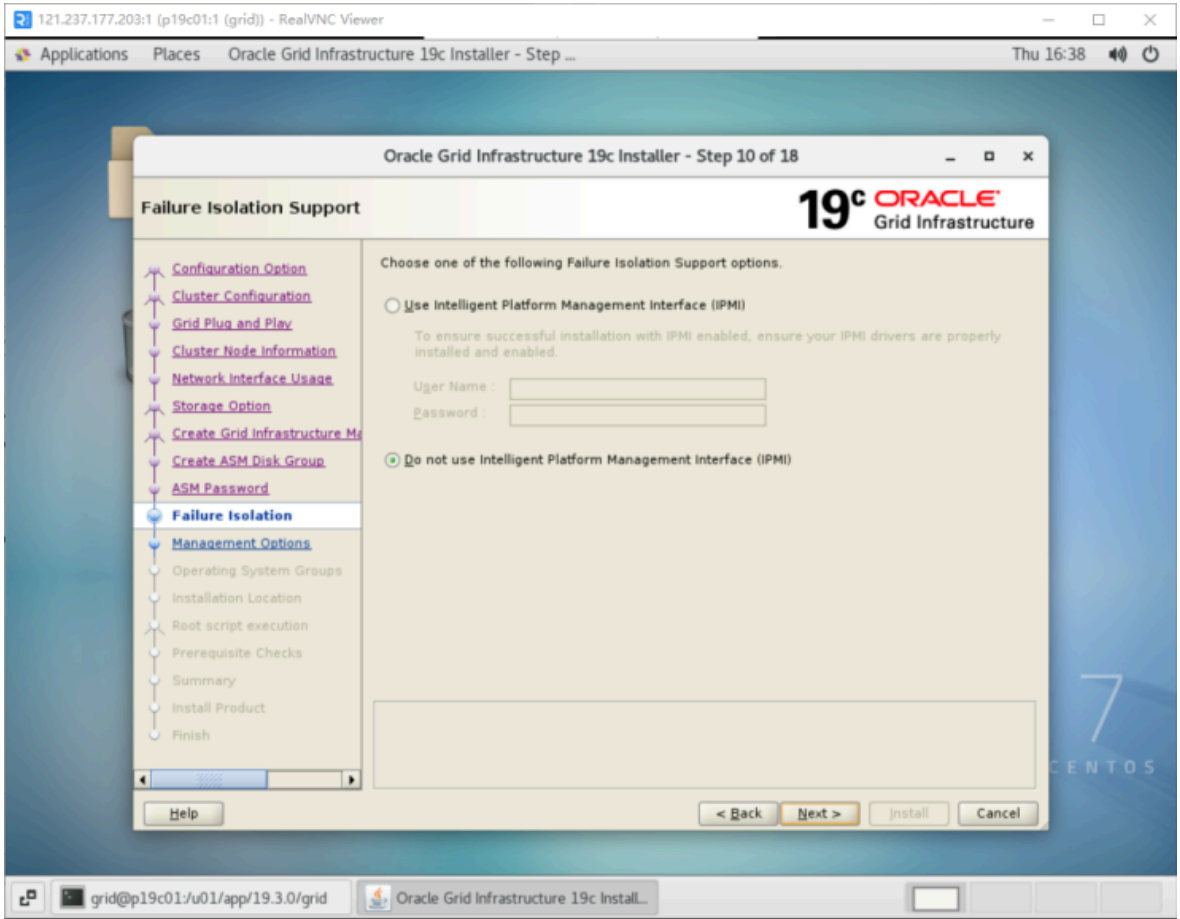 121.237.177.203:1 (p19c01:1 (grid)) - RealVNC Viewer
Applications Places Oracle Grid Infrastructure 19c Installer - Step ... Thu 16:38
Oracle Grid Infrastructure 19c Installer - Step 10 of 18
Failure Isolation Support
19c ORACLE
Grid Infrastructure
Configuration Option
Cluster Configuration
Grid Plug and Play
Cluster Node Information
Network Interface Usage
Storage Option
Create Grid Infrastructure Ma
Create ASM Disk Group
ASM Password
Failure Isolation
Management Options
Operating System Groups
Installation Location
Root script execution
Prerequisite Checks
Summary
Install Product
Finish
Choose one of the following Failure Isolation Support options.
Use Intelligent Platform Management Interface (IPMI)
To ensure successful installation with IPMI enabled, ensure your IPMI drivers are properly
installed and enabled.
User Name :
Password :
Do not use Intelligent Platform Management Interface (IPMI)
7
CENTOS
Help < Back Next > Install Cancel
grid@p19c01:/u01/app/19.3.0/grid Oracle Grid Infrastructure 19c Install...